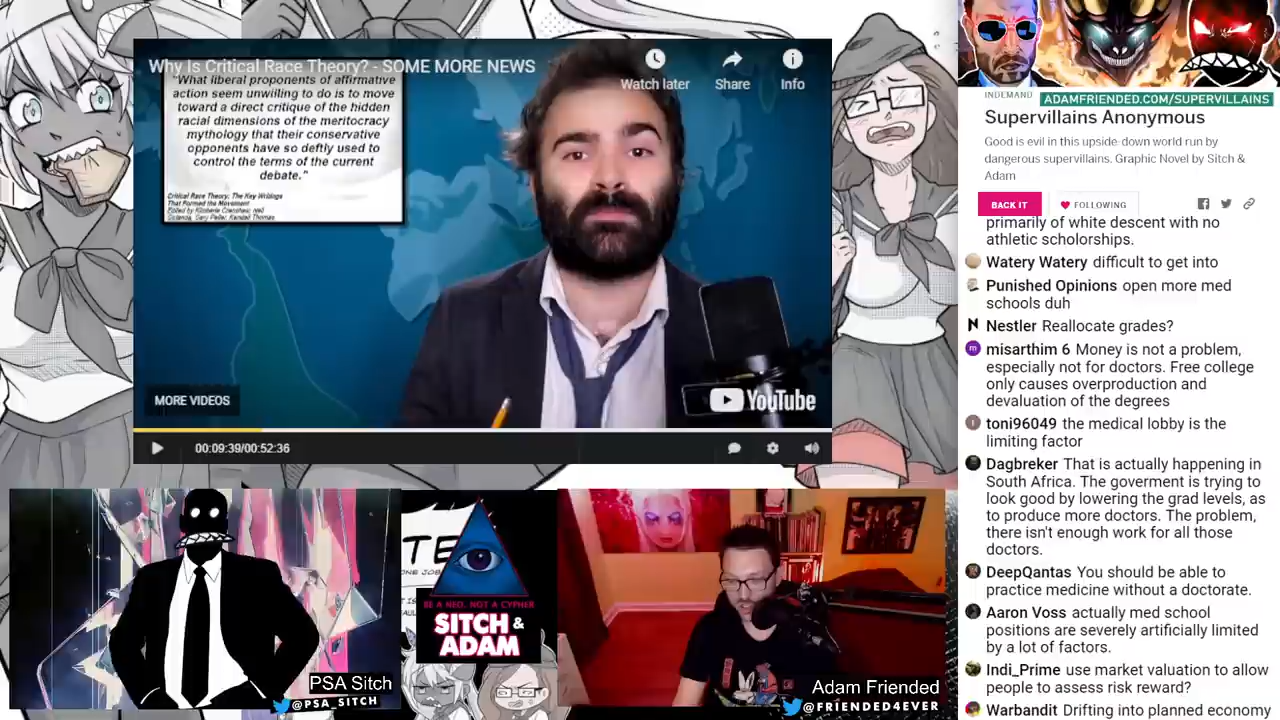 Why Is Critical Race Theory? - SOME MORE NEWS
Watch later
Share
Info
"What liberal proponents of affirmative
action seem unwilling to do is to move
toward a direct critique of the hidden
racial dimensions of the meritocracy
mythology that their conservative
opponents have so deftly used to
control the terms of the current
debate."
Critical Race Theory: The Key Writings
That Formed the Movement
MORE VIDEOS
YouTube
00:09:39/00:52:36
PSA Sitch
@PSA_SITCH
BE A NEO, NOT A CYPHER
SITCH &
ADAM
Adam Friended
@FRIENDED4EVER
INDEMAND
ADAMFRIENDED.COM/SUPERVILLAINS
Supervillains Anonymous
Good is evil in this upside-down world run by
dangerous supervillains. Graphic Novel by Sitch &
Adam
BACK IT
FOLLOWING
primarily of white descent with no
athletic scholorships.
Watery Watery difficult to get into
Punished Opinions open more med
schools duh
Nestler Reallocate grades?
misarthim 6 Money is not a problem,
especially not for doctors. Free college
only causes overproduction and
devaluation of the degrees
toni96049 the medical lobby is the
limiting factor
Dagbreker That is actually happening in
South Africa. The goverment is trying to
look good by lowering the grad levels, as
to produce more doctors. The problem,
there isn't enough work for all those
doctors.
DeepQantas You should be able to
practice medicine without a doctorate.
Aaron Voss actually med school
positions are severely artificially limited
by a lot of factors.
Indi_Prime use market valuation to allow
people to assess risk reward?
Warbandit Drifting into planned economy